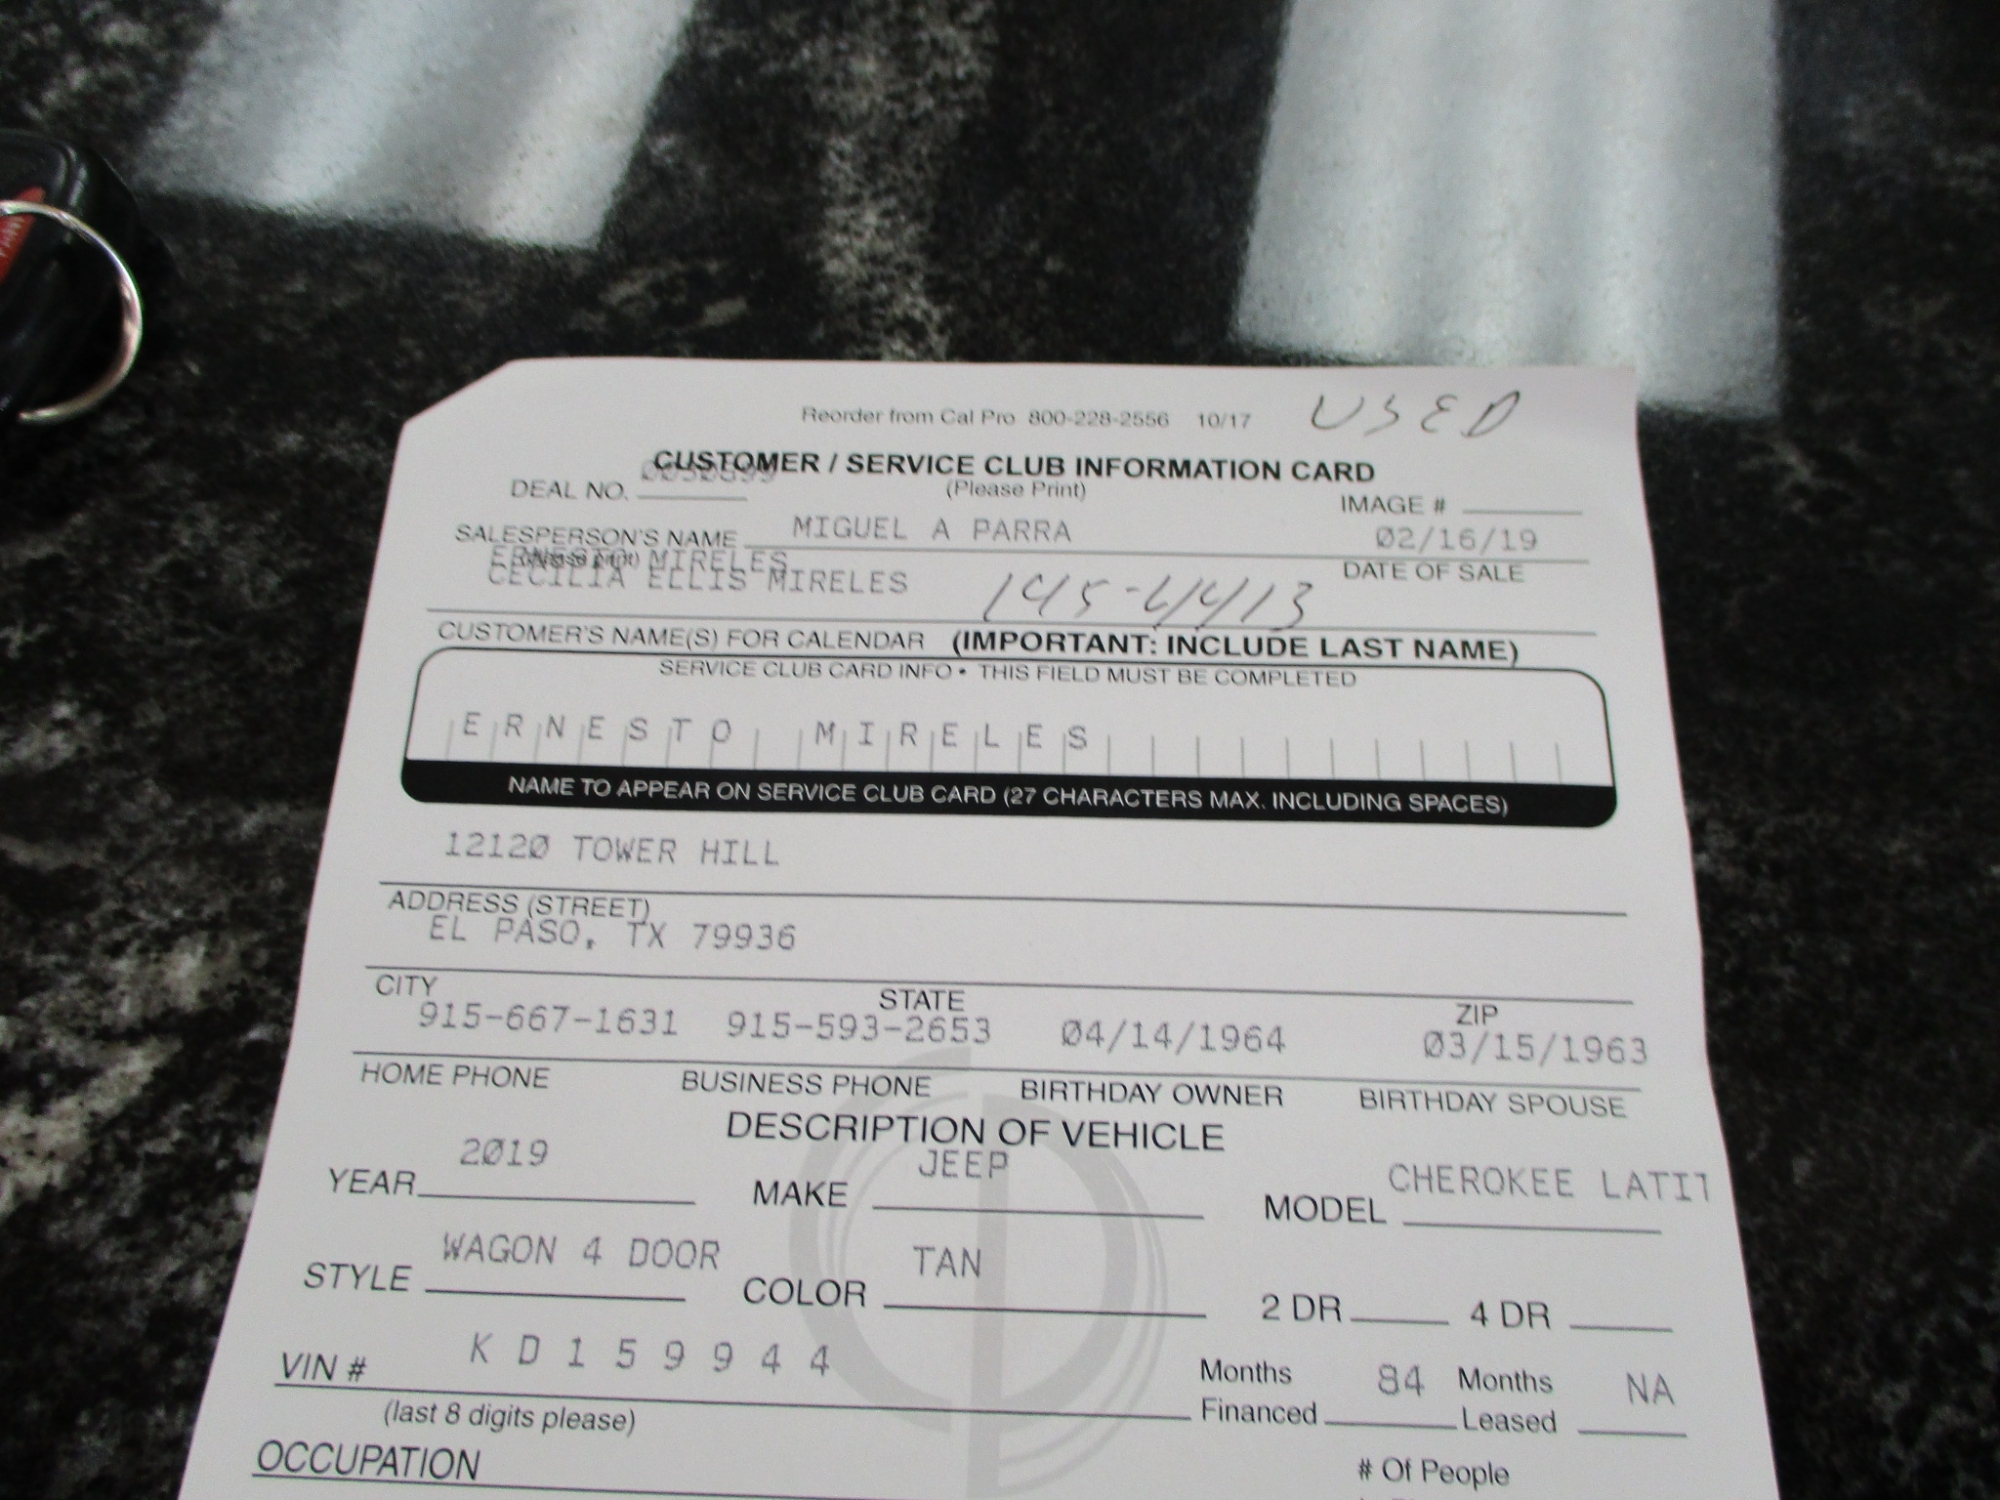 Reorder from Cal Pro 800-228-2556 10/17 USED
CUSTOMER / SERVICE CLUB INFORMATION CARD
(Please Print)
DEAL NO.
IMAGE #
SALESPERSON'S NAME MIGUEL A PARRA 02/16/19
(please print)
ERNESTO MIRELES
DATE OF SALE
CECILIA ELLIS MIRELES
CUSTOMER'S NAME(S) FOR CALENDAR (IMPORTANT: INCLUDE LAST NAME)
SERVICE CLUB CARD INFO • THIS FIELD MUST BE COMPLETED
ERNESTO MIRELES
NAME TO APPEAR ON SERVICE CLUB CARD (27 CHARACTERS MAX. INCLUDING SPACES)
12120 TOWER HILL
ADDRESS (STREET)
EL PASO, TX 79936
CITY STATE ZIP
915-667-1631 915-593-2653 04/14/1964 03/15/1963
HOME PHONE BUSINESS PHONE BIRTHDAY OWNER BIRTHDAY SPOUSE
DESCRIPTION OF VEHICLE
YEAR 2019 MAKE JEEP MODEL CHEROKEE LATIT
STYLE WAGON 4 DOOR COLOR TAN 2 DR 4 DR
VIN # KD159944 Months Financed 84 Months Leased NA
(last 8 digits please)
OCCUPATION
# Of People